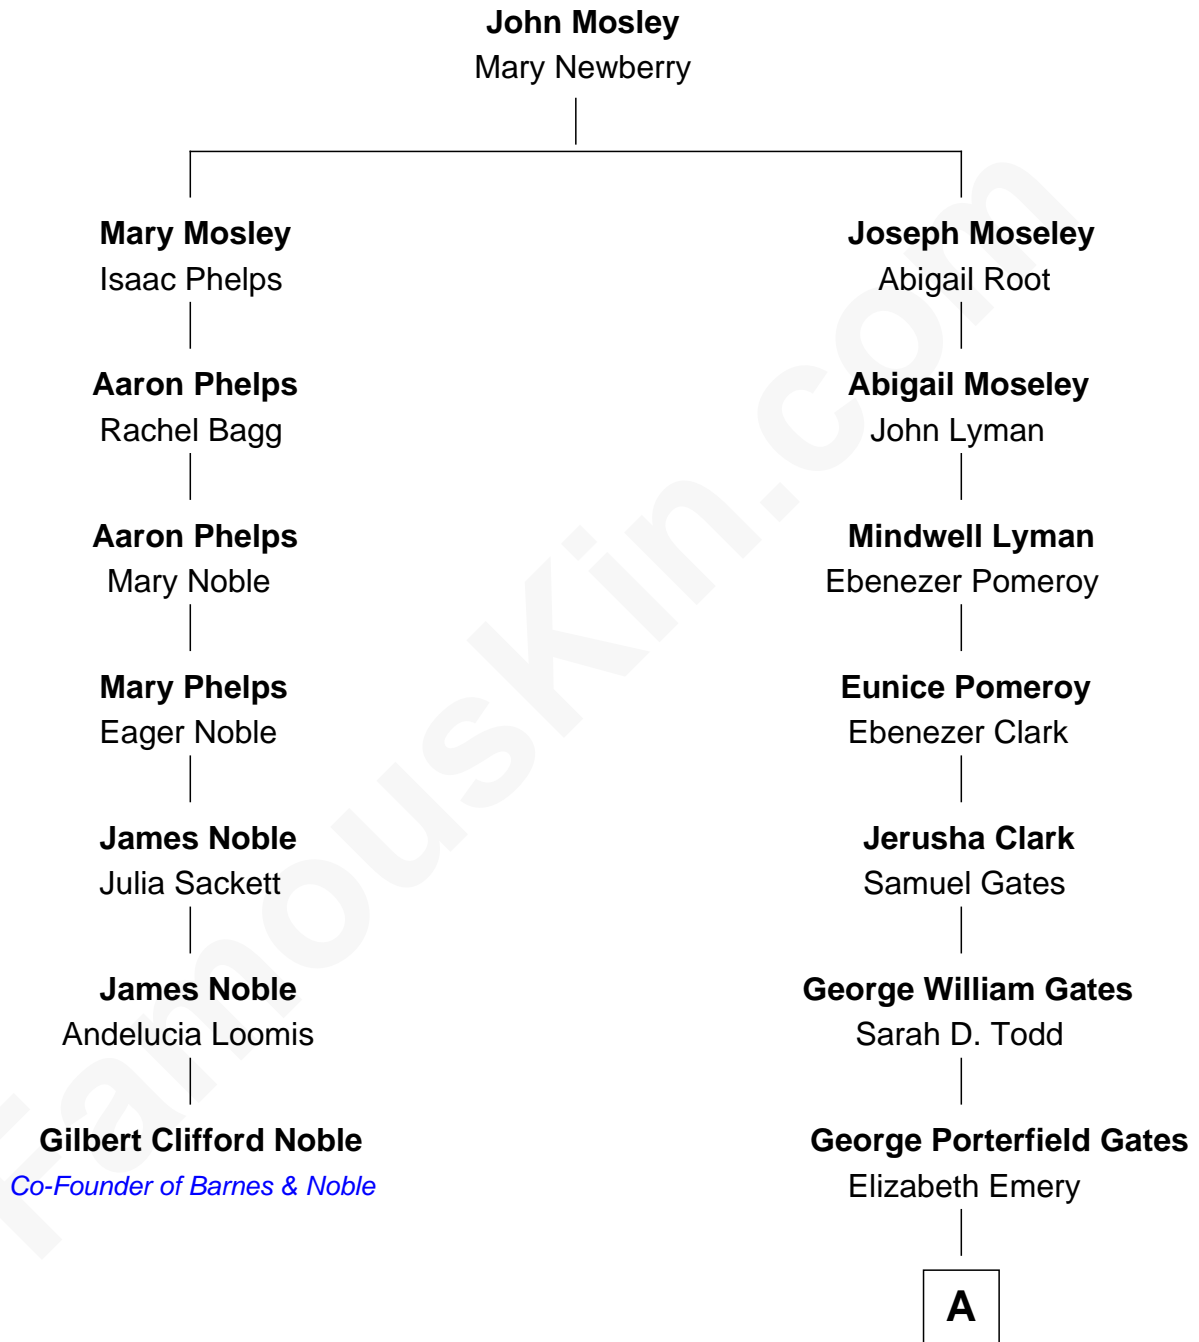 John Mosley
Mary Newberry
Mary Mosley
Isaac Phelps
Joseph Moseley
Abigail Root
Aaron Phelps
Rachel Bagg
Abigail Moseley
John Lyman
Aaron Phelps
Mary Noble
Mindwell Lyman
Ebenezer Pomeroy
Mary Phelps
Eager Noble
Eunice Pomeroy
Ebenezer Clark
James Noble
Julia Sackett
Jerusha Clark
Samuel Gates
James Noble
Andelucia Loomis
George William Gates
Sarah D. Todd
Gilbert Clifford Noble
Co-Founder of Barnes & Noble
George Porterfield Gates
Elizabeth Emery
A
FamousKin.com